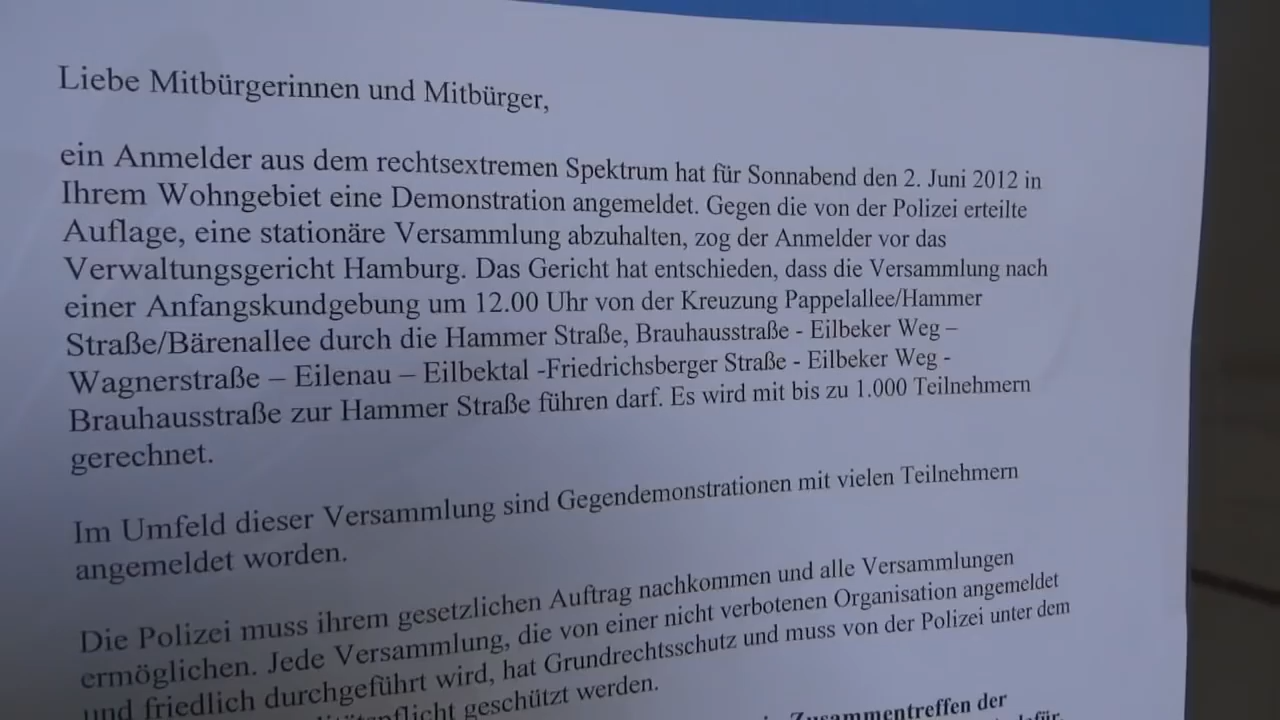 Liebe Mitbürgerinnen und Mitbürger,
ein Anmelder aus dem rechtsextremen Spektrum hat für Sonnabend den 2. Juni 2012 in
Ihrem Wohngebiet eine Demonstration angemeldet. Gegen die von der Polizei erteilte
Auflage, eine stationäre Versammlung abzuhalten, zog der Anmelder vor das
Verwaltungsgericht Hamburg. Das Gericht hat entschieden, dass die Versammlung nach
einer Anfangskundgebung um 12.00 Uhr von der Kreuzung Pappelallee/Hammer
Straße/Bärenallee durch die Hammer Straße, Brauhausstraße - Eilbeker Weg –
Wagnerstraße – Eilenau – Eilbektal -Friedrichsberger Straße - Eilbeker Weg -
Brauhausstraße zur Hammer Straße führen darf. Es wird mit bis zu 1.000 Teilnehmern
gerechnet.
Im Umfeld dieser Versammlung sind Gegendemonstrationen mit vielen Teilnehmern
angemeldet worden.
Die Polizei muss ihrem gesetzlichen Auftrag nachkommen und alle Versammlungen
ermöglichen. Jede Versammlung, die von einer nicht verbotenen Organisation angemeldet
und friedlich durchgeführt wird, hat Grundrechtsschutz und muss von der Polizei unter dem
geschützt werden.
Zusammentreffen der